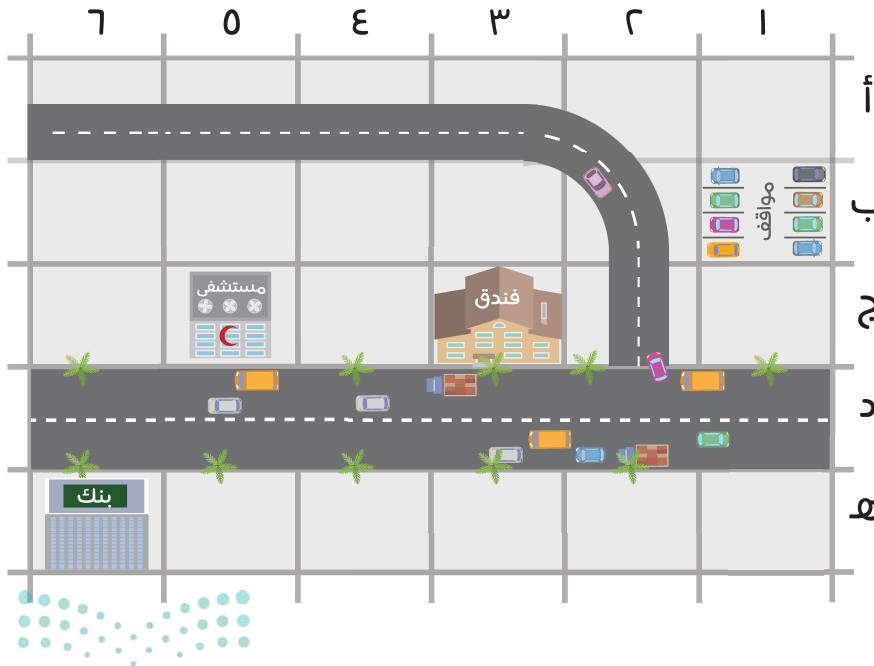 ١ ٢ ٣ ٤ ٥ ٦
أ
ب
مواقف
ج
فندق
مستشفى
د
هـ
بنك